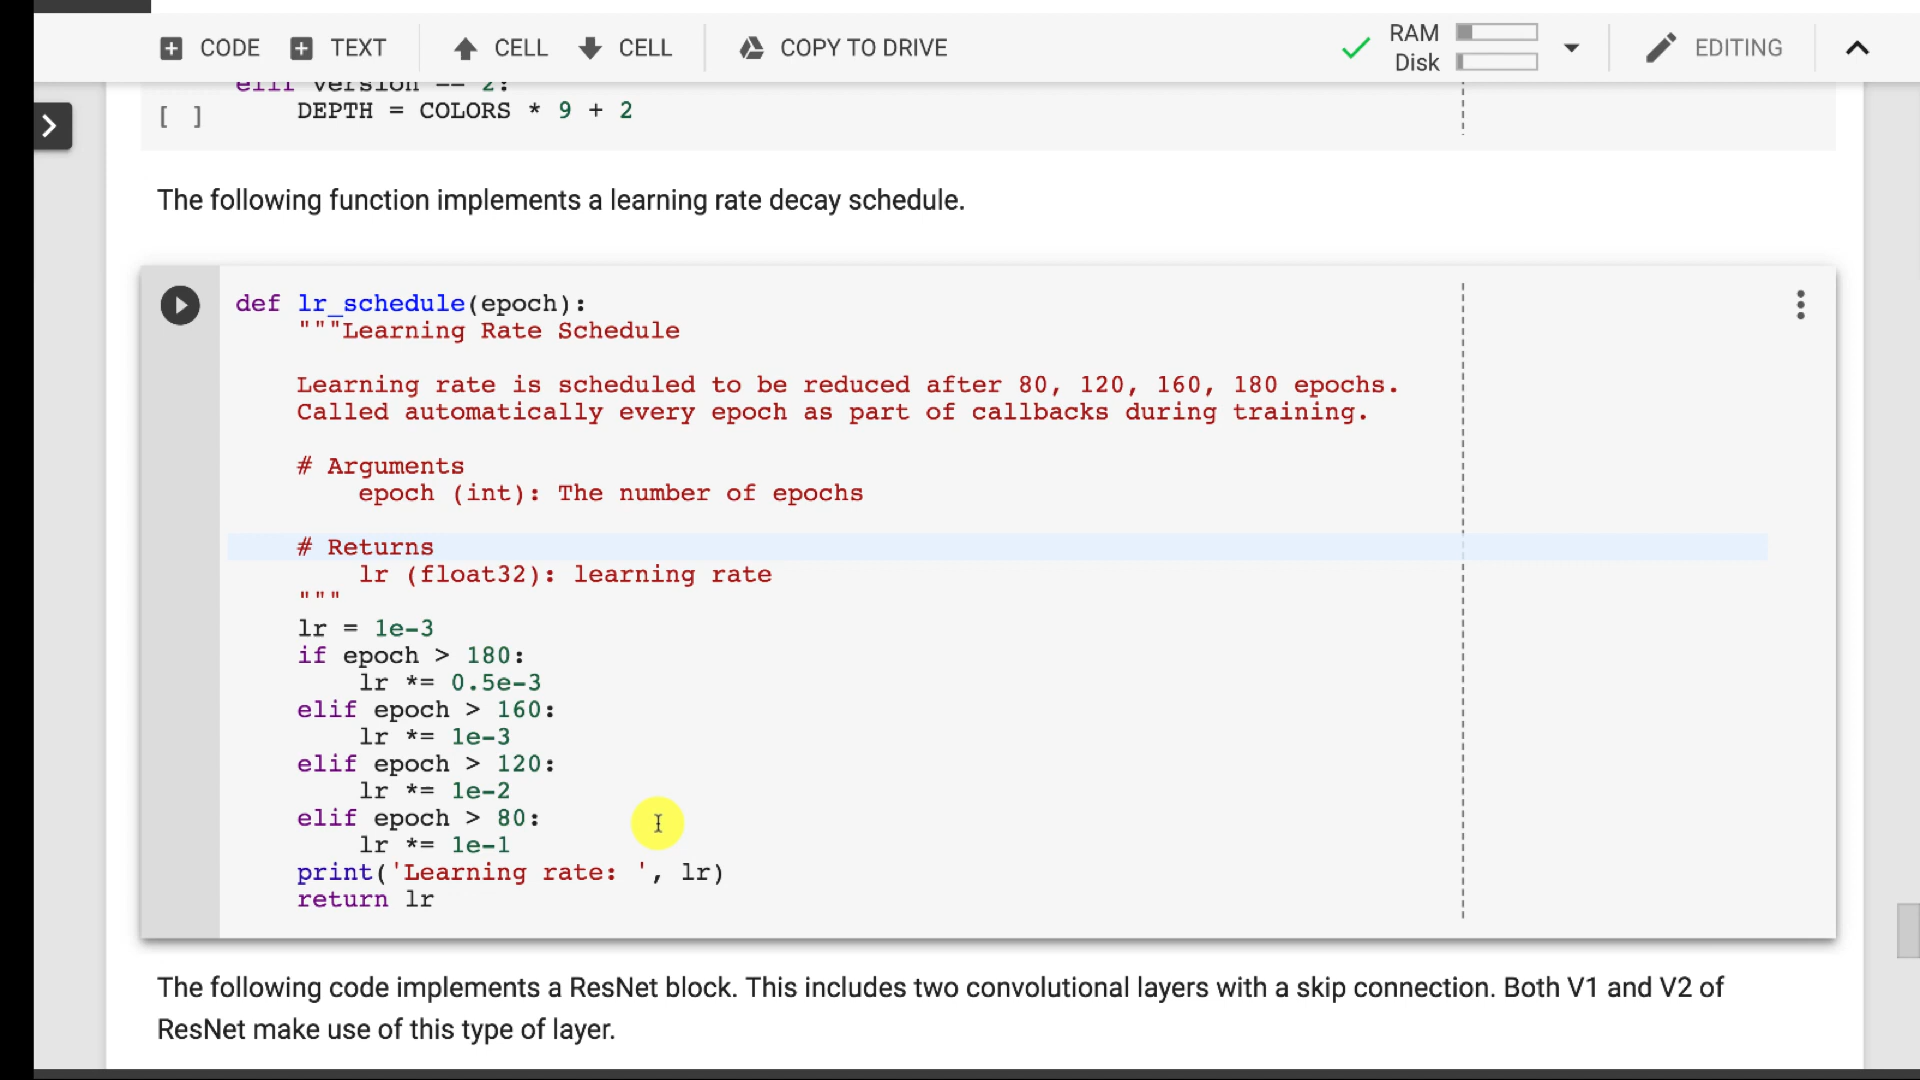 CODE TEXT CELL CELL COPY TO DRIVE RAM Disk EDITING
elif version == 2:
[ ] DEPTH = COLORS * 9 + 2
The following function implements a learning rate decay schedule.
def lr_schedule(epoch):
"""Learning Rate Schedule
Learning rate is scheduled to be reduced after 80, 120, 160, 180 epochs.
Called automatically every epoch as part of callbacks during training.
# Arguments
epoch (int): The number of epochs
# Returns
lr (float32): learning rate
"""
lr = 1e-3
if epoch > 180:
lr *= 0.5e-3
elif epoch > 160:
lr *= 1e-3
elif epoch > 120:
lr *= 1e-2
elif epoch > 80:
lr *= 1e-1
print('Learning rate: ', lr)
return lr
The following code implements a ResNet block. This includes two convolutional layers with a skip connection. Both V1 and V2 of
ResNet make use of this type of layer.